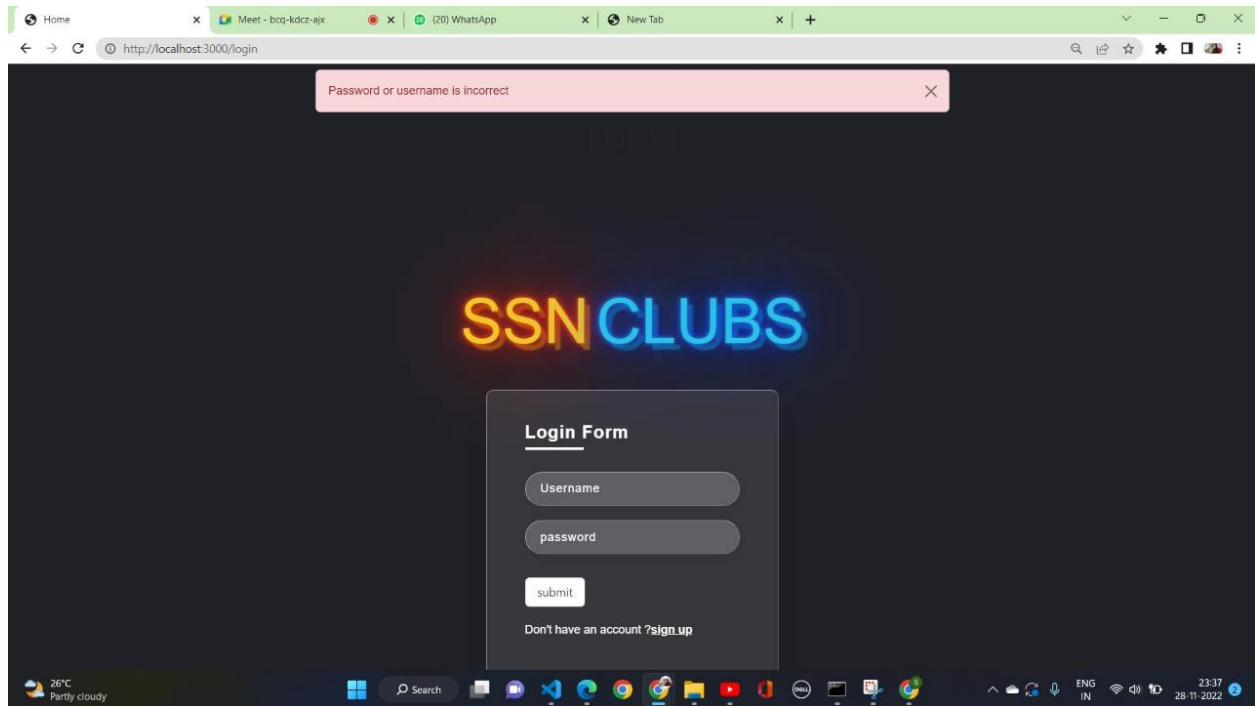 Home
Meet - bcq-kdcz-ajx
(20) WhatsApp
New Tab
http://localhost:3000/login
Password or username is incorrect
LOGIN
SSN CLUBS
Login Form
Username
password
submit
Don't have an account ?sign up
26°C
Partly cloudy
Search
DELL
ENG
IN
23:37
28-11-2022
2